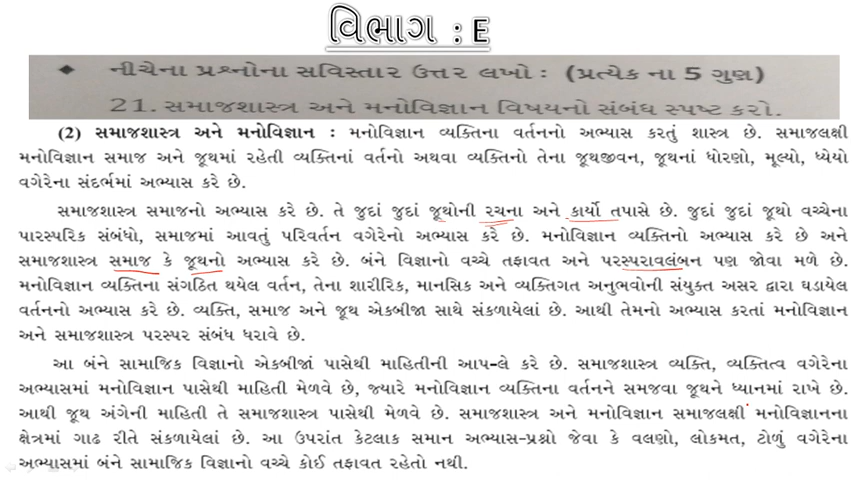 વિભાગ : E
◆ નીચેના પ્રશ્નોના સવિસ્તાર ઉત્તર લખો : (પ્રત્યેક ના 5 ગુણ)
21. સમાજશાસ્ત્ર અને મનોવિજ્ઞાન વિષયનો સંબંધ સ્પષ્ટ કરો.
(2) સમાજશાસ્ત્ર અને મનોવિજ્ઞાન : મનોવિજ્ઞાન વ્યક્તિના વર્તનનો અભ્યાસ કરતું શાસ્ત્ર છે. સમાજલક્ષી
મનોવિજ્ઞાન સમાજ અને જૂથમાં રહેતી વ્યક્તિનાં વર્તનો અથવા વ્યક્તિનો તેના જૂથજીવન, જૂથનાં ધોરણો, મૂલ્યો, ધ્યેયો
વગેરેના સંદર્ભમાં અભ્યાસ કરે છે.
સમાજશાસ્ત્ર સમાજનો અભ્યાસ કરે છે. તે જુદાં જુદાં જૂથોની રચના અને કાર્યો તપાસે છે. જુદાં જુદાં જૂથો વચ્ચેના
પારસ્પરિક સંબંધો, સમાજમાં આવતું પરિવર્તન વગેરેનો અભ્યાસ કરે છે. મનોવિજ્ઞાન વ્યક્તિનો અભ્યાસ કરે છે અને
સમાજશાસ્ત્ર સમાજ કે જૂથનો અભ્યાસ કરે છે. બંને વિજ્ઞાનો વચ્ચે તફાવત અને પરસ્પરાવલંબન પણ જોવા મળે છે.
મનોવિજ્ઞાન વ્યક્તિના સંગઠિત થયેલ વર્તન, તેના શારીરિક, માનસિક અને વ્યક્તિગત અનુભવોની સંયુક્ત અસર દ્વારા ઘડાયેલ
વર્તનનો અભ્યાસ કરે છે. વ્યક્તિ, સમાજ અને જૂથ એકબીજા સાથે સંકળાયેલાં છે. આથી તેમનો અભ્યાસ કરતાં મનોવિજ્ઞાન
અને સમાજશાસ્ત્ર પરસ્પર સંબંધ ધરાવે છે.
આ બંને સામાજિક વિજ્ઞાનો એકબીજાં પાસેથી માહિતીની આપ-લે કરે છે. સમાજશાસ્ત્ર વ્યક્તિ, વ્યક્તિત્વ વગેરેના
અભ્યાસમાં મનોવિજ્ઞાન પાસેથી માહિતી મેળવે છે, જ્યારે મનોવિજ્ઞાન વ્યક્તિના વર્તનને સમજવા જૂથને ધ્યાનમાં રાખે છે.
આથી જૂથ અંગેની માહિતી તે સમાજશાસ્ત્ર પાસેથી મેળવે છે. સમાજશાસ્ત્ર અને મનોવિજ્ઞાન સમાજલક્ષી મનોવિજ્ઞાનના
ક્ષેત્રમાં ગાઢ રીતે સંકળાયેલાં છે. આ ઉપરાંત કેટલાક સમાન અભ્યાસ-પ્રશ્નો જેવા કે વલણો, લોકમત, ટોળું વગેરેના
અભ્યાસમાં બંને સામાજિક વિજ્ઞાનો વચ્ચે કોઈ તફાવત રહેતો નથી.